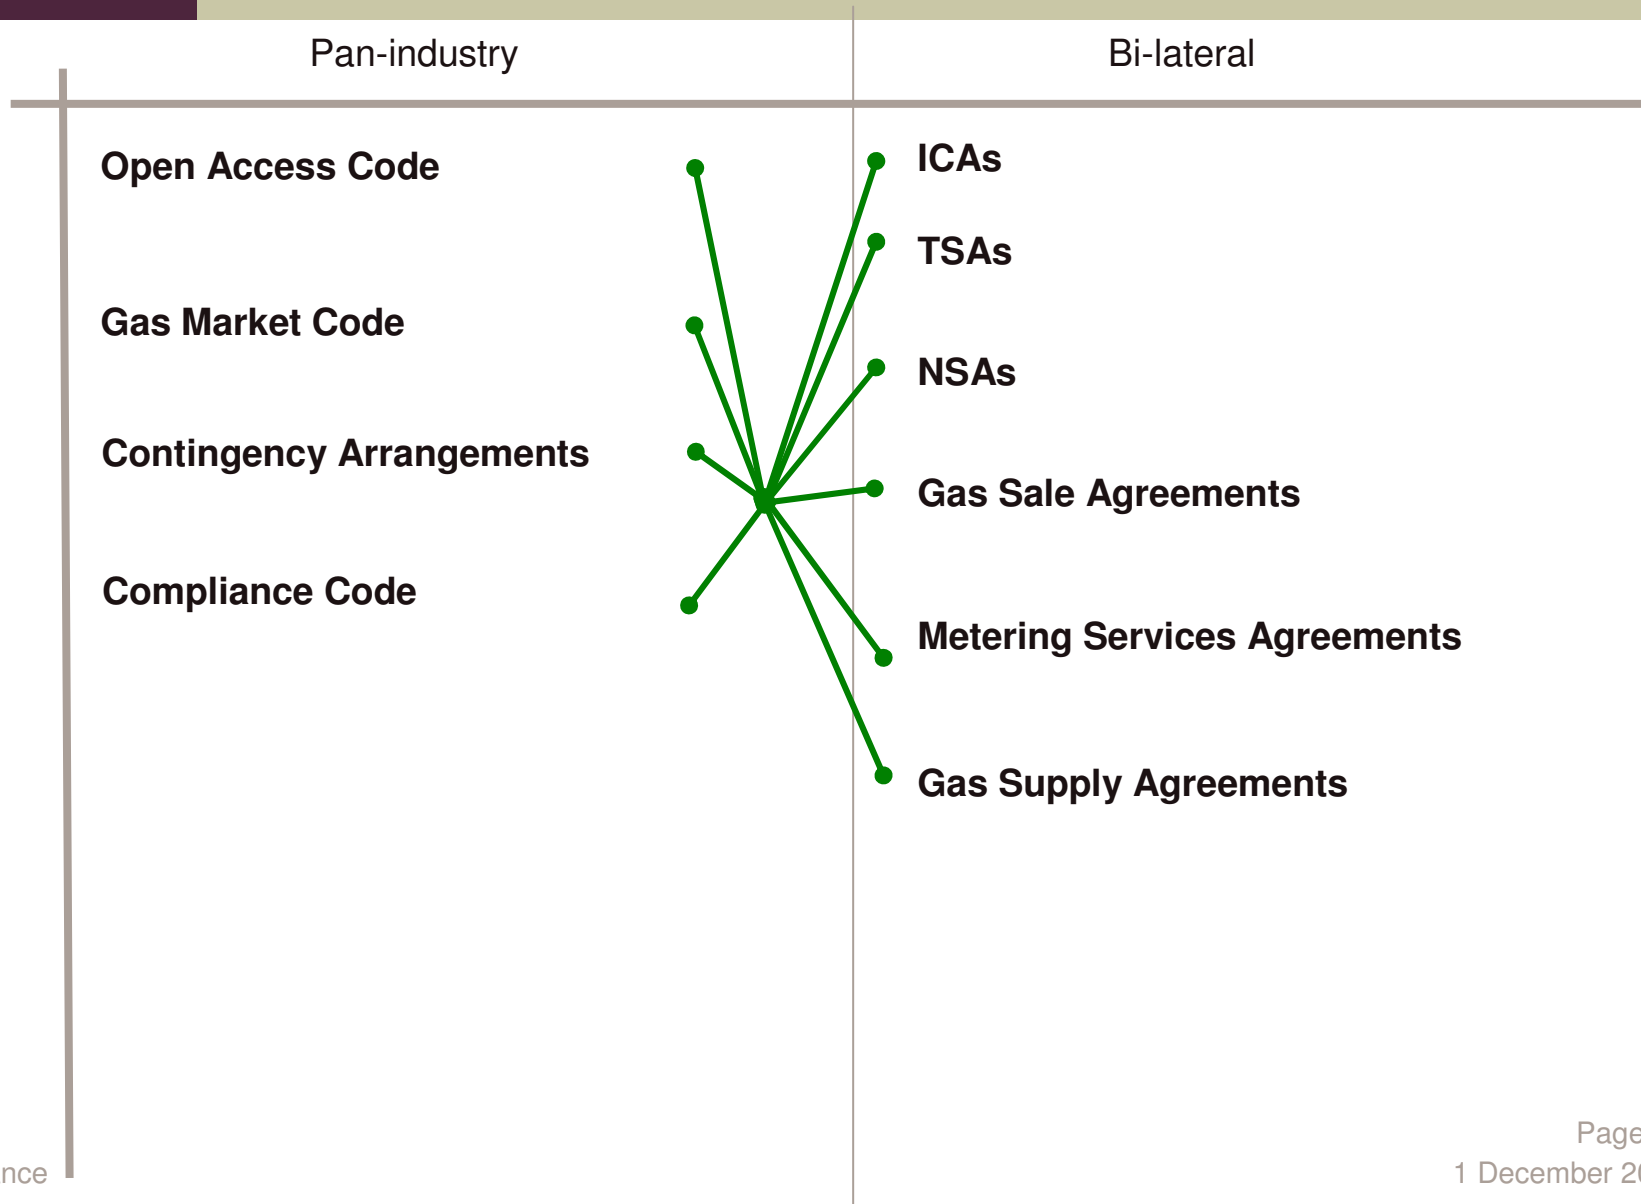 Pan-industry
Bi-lateral
Open Access Code
Gas Market Code
Contingency Arrangements
Compliance Code
ICAs
TSAs
NSAs
Gas Sale Agreements
Metering Services Agreements
Gas Supply Agreements
Page
nce
1 December 20